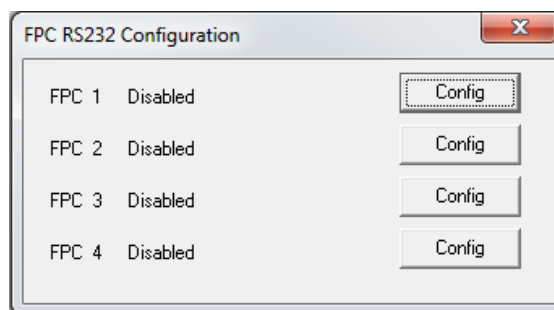 FPC RS232 Configuration
FPC 1 Disabled Config
FPC 2 Disabled Config
FPC 3 Disabled Config
FPC 4 Disabled Config